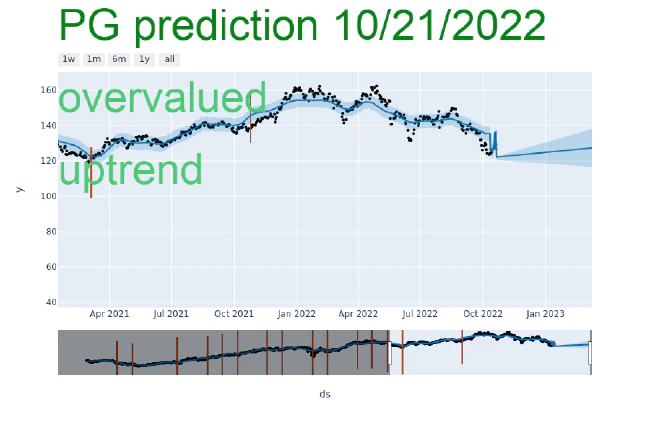 PG prediction 10/21/2022
1w 1m 6m 1y all
overvalued
uptrend
160
140
120
100
80
60
40
y
Apr 2021 Jul 2021 Oct 2021 Jan 2022 Apr 2022 Jul 2022 Oct 2022 Jan 2023
ds